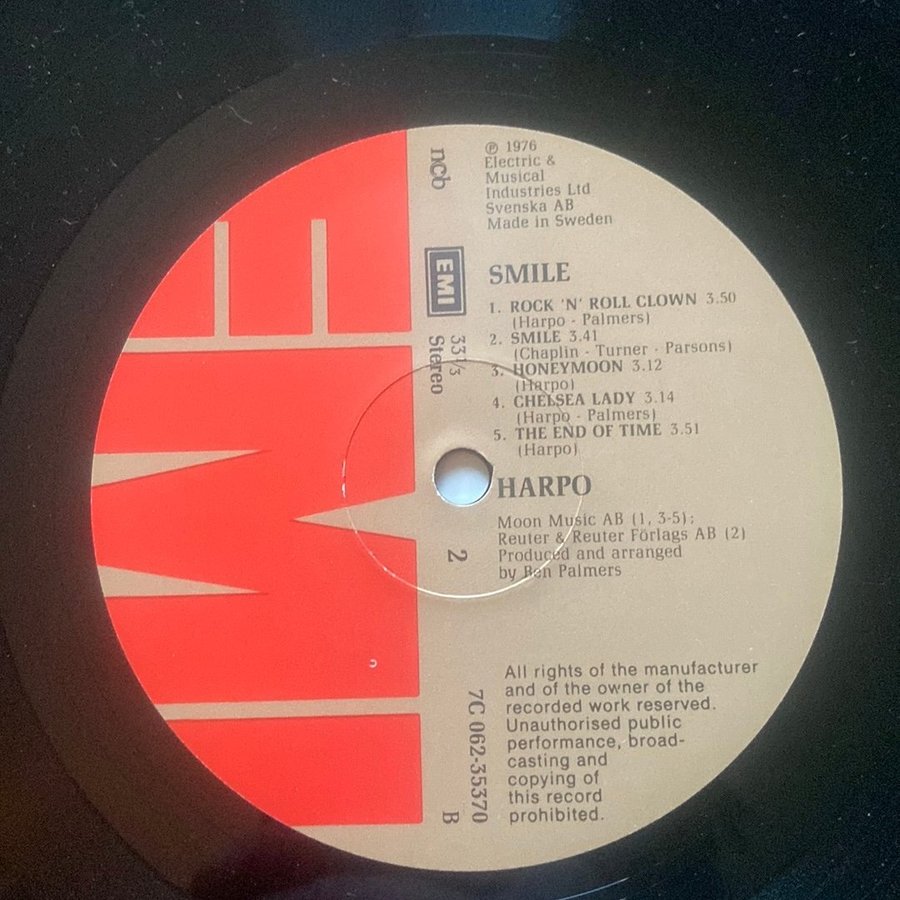 ncb
EMI
33⅓
Stereo
2
7C 062-35370
B
℗ 1976
Electric &
Musical
Industries Ltd
Svenska AB
Made in Sweden
SMILE
1. ROCK 'N' ROLL CLOWN 3.50
(Harpo - Palmers)
2. SMILE 3.41
(Chaplin - Turner - Parsons)
3. HONEYMOON 3.12
(Harpo)
4. CHELSEA LADY 3.14
(Harpo - Palmers)
5. THE END OF TIME 3.51
(Harpo)
HARPO
Moon Music AB (1, 3-5);
Reuter & Reuter Förlags AB (2)
Produced and arranged
by Ben Palmers
All rights of the manufacturer
and of the owner of the
recorded work reserved.
Unauthorised public
performance, broad-
casting and
copying of
this record
prohibited.
EMI